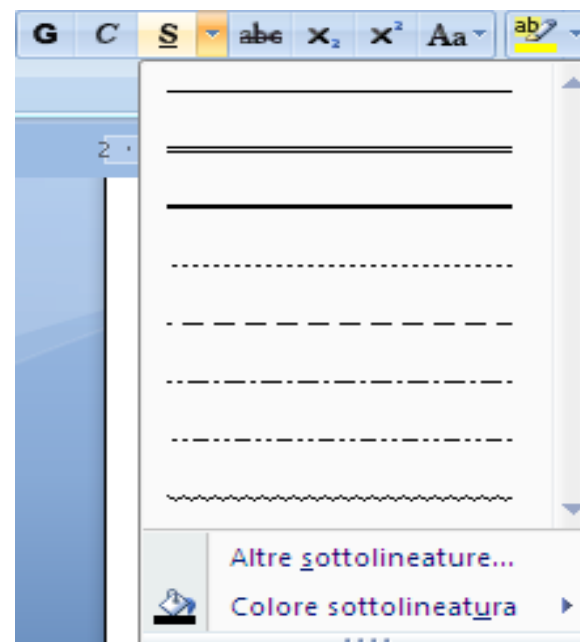 G C S abc x₂ x² Aa ab
2
Altre sottolineature...
Colore sottolineatura